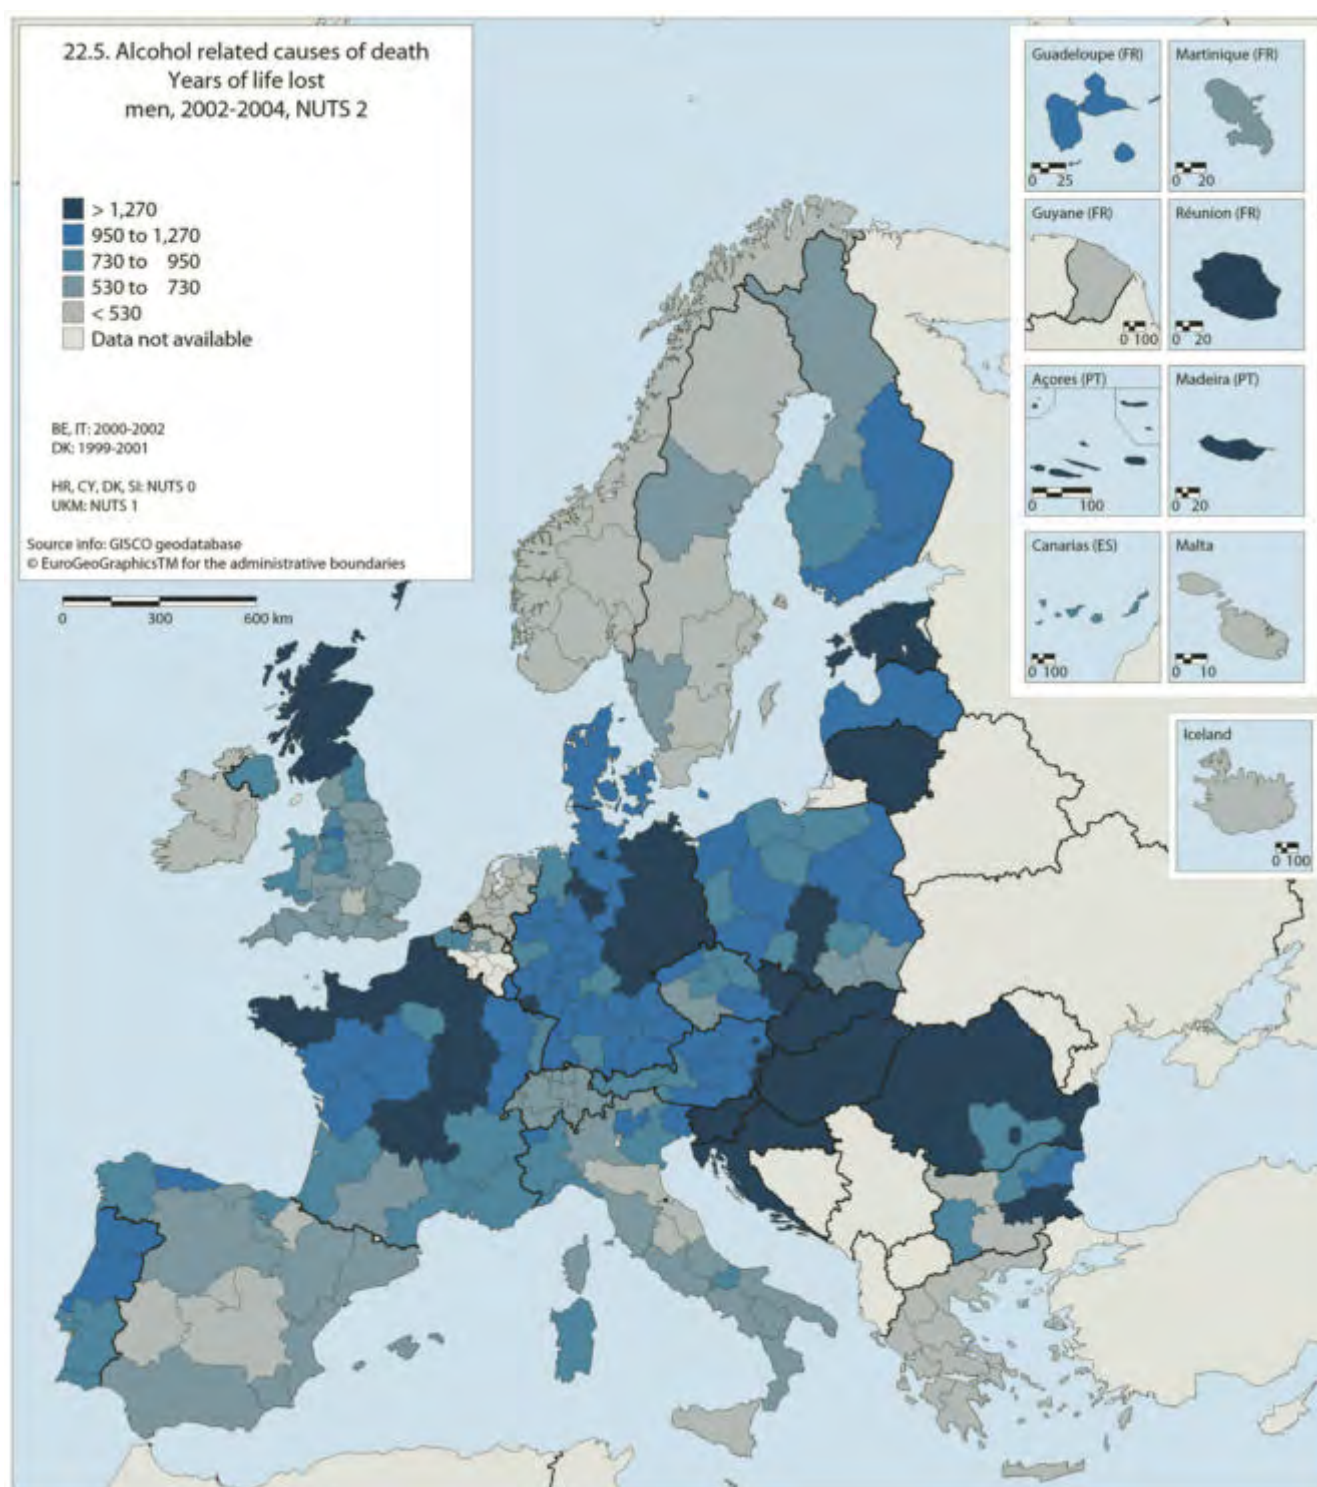 22.5. Alcohol related causes of death
Years of life lost
men, 2002-2004, NUTS 2
> 1,270
950 to 1,270
730 to 950
530 to 730
< 530
Data not available
BE, IT: 2000-2002
DK: 1999-2001
HR, CY, DK, SI: NUTS 0
UKM: NUTS 1
Source info: GISCO geodatabase
© EuroGeoGraphicsTM for the administrative boundaries
0 300 600 km
Guadeloupe (FR)
0 25
Martinique (FR)
0 20
Guyane (FR)
0 100
Réunion (FR)
0 20
Açores (PT)
0 100
Madeira (PT)
0 20
Canarias (ES)
0 100
Malta
0 10
Iceland
0 100